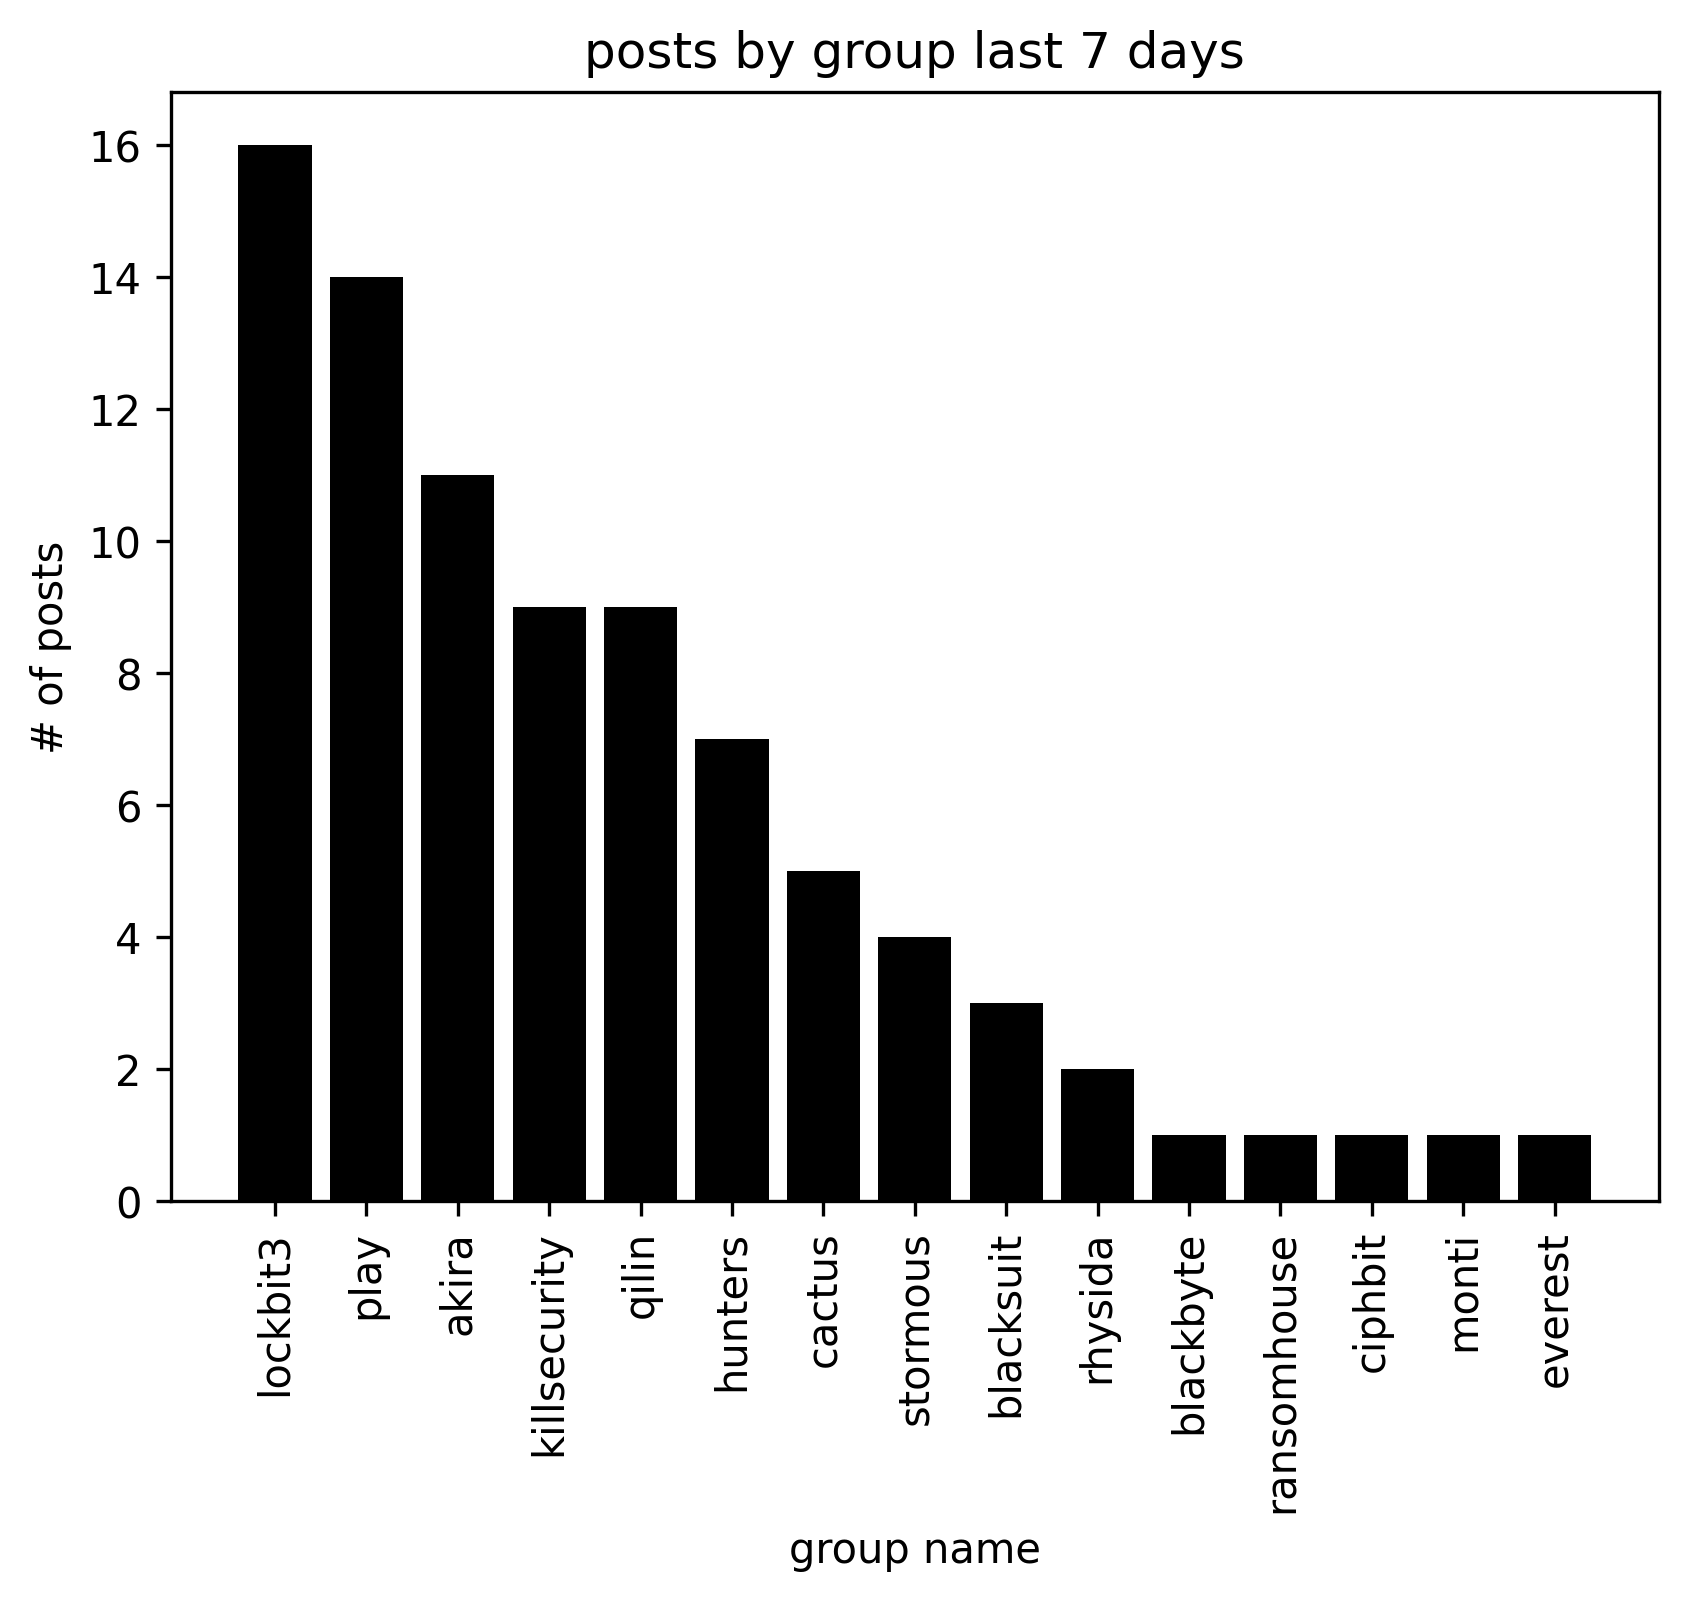 posts by group last 7 days
# of posts
16
14
12
10
8
6
4
2
0
lockbit3
play
akira
killsecurity
qilin
hunters
cactus
stormous
blacksuit
rhysida
blackbyte
ransomhouse
ciphbit
monti
everest
group name